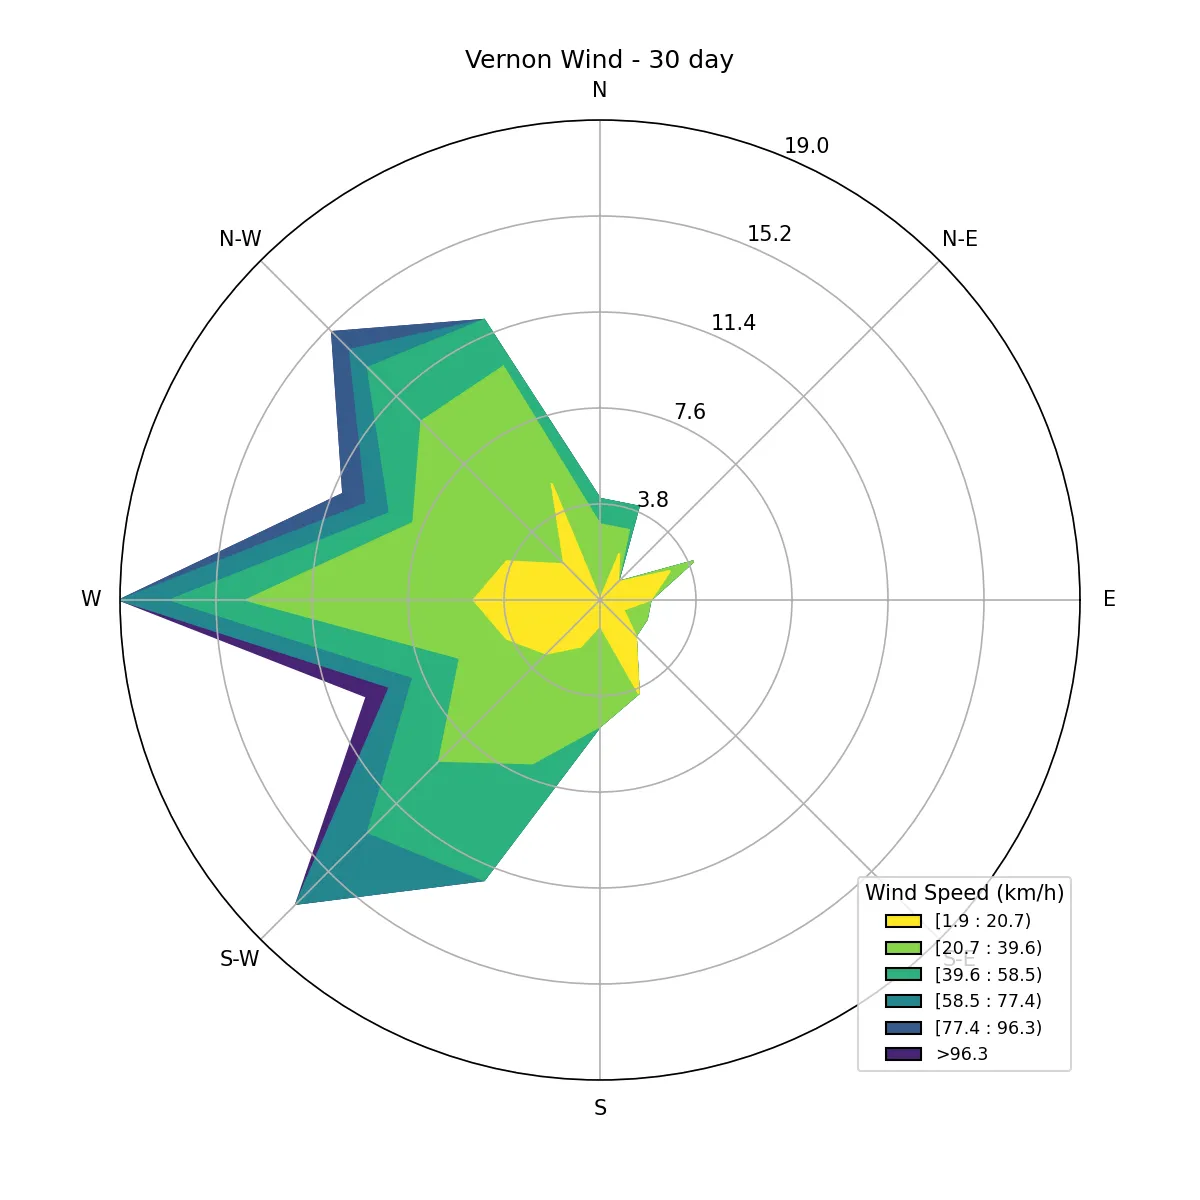 Vernon Wind - 30 day
N
19.0
15.2
N-W
N-E
11.4
7.6
3.8
W
E
Wind Speed (km/h)
[1.9 : 20.7)
[20.7 : 39.6)
S-W
S-E
[39.6 : 58.5)
[58.5 : 77.4)
[77.4 : 96.3)
>96.3
S